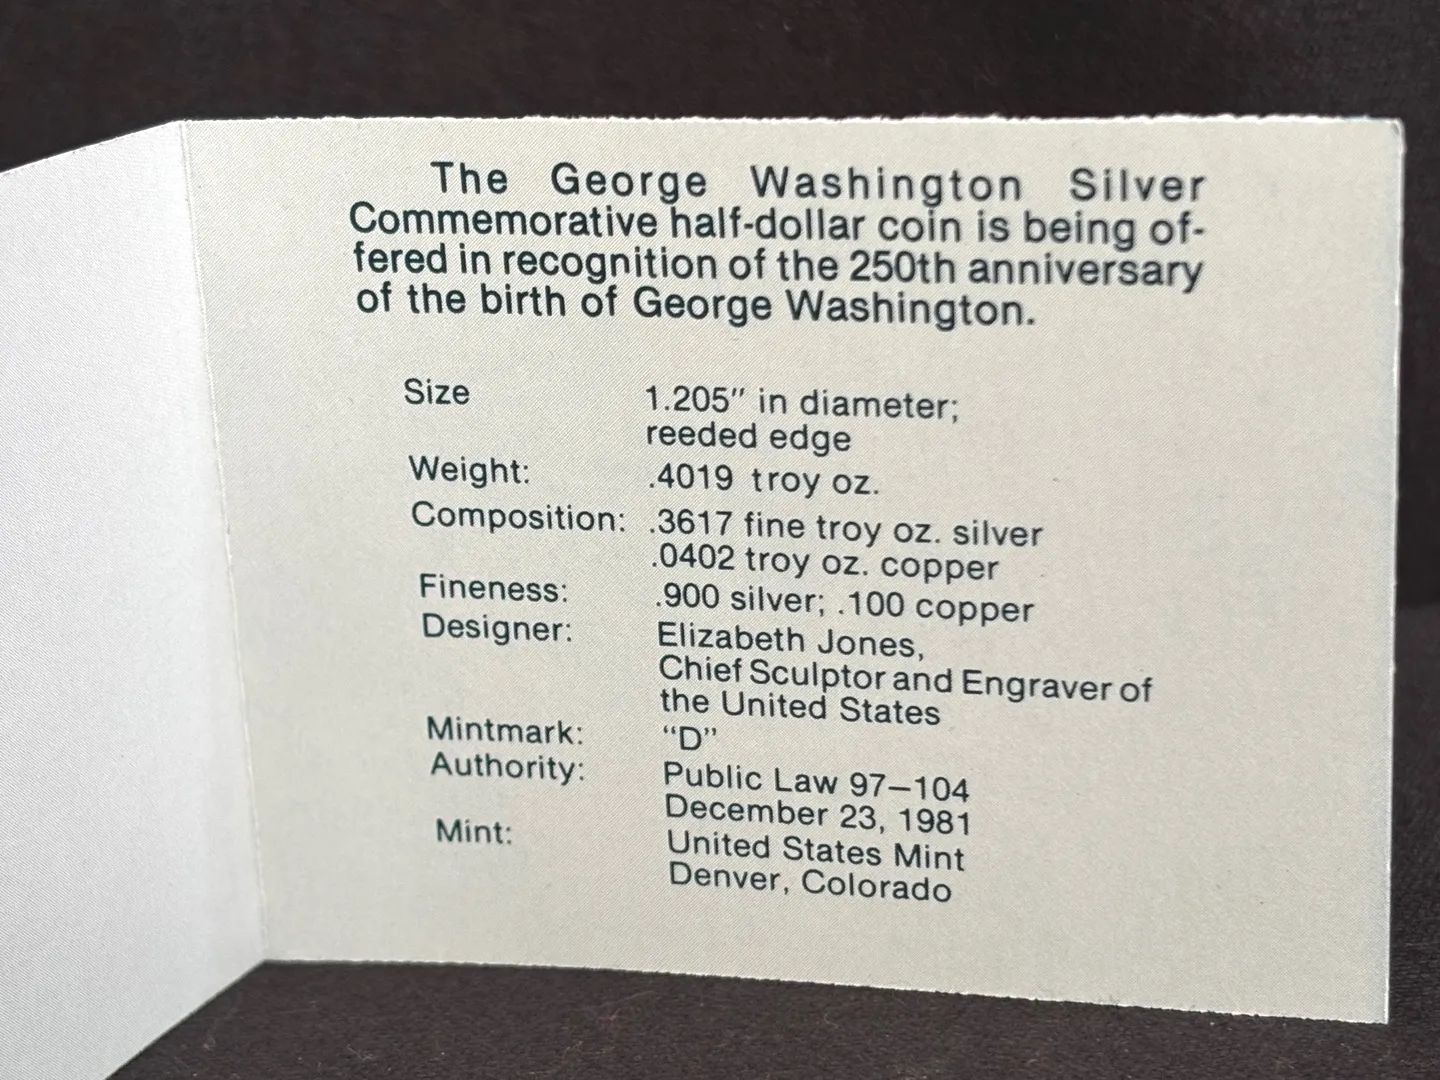 The George Washington Silver
Commemorative half-dollar coin is being of-
fered in recognition of the 250th anniversary
of the birth of George Washington.
Size 1.205" in diameter;
reeded edge
Weight: .4019 troy oz.
Composition: .3617 fine troy oz. silver
.0402 troy oz. copper
Fineness: .900 silver; .100 copper
Designer: Elizabeth Jones,
Chief Sculptor and Engraver of
the United States
Mintmark: “D”
Authority: Public Law 97–104
December 23, 1981
Mint: United States Mint
Denver, Colorado